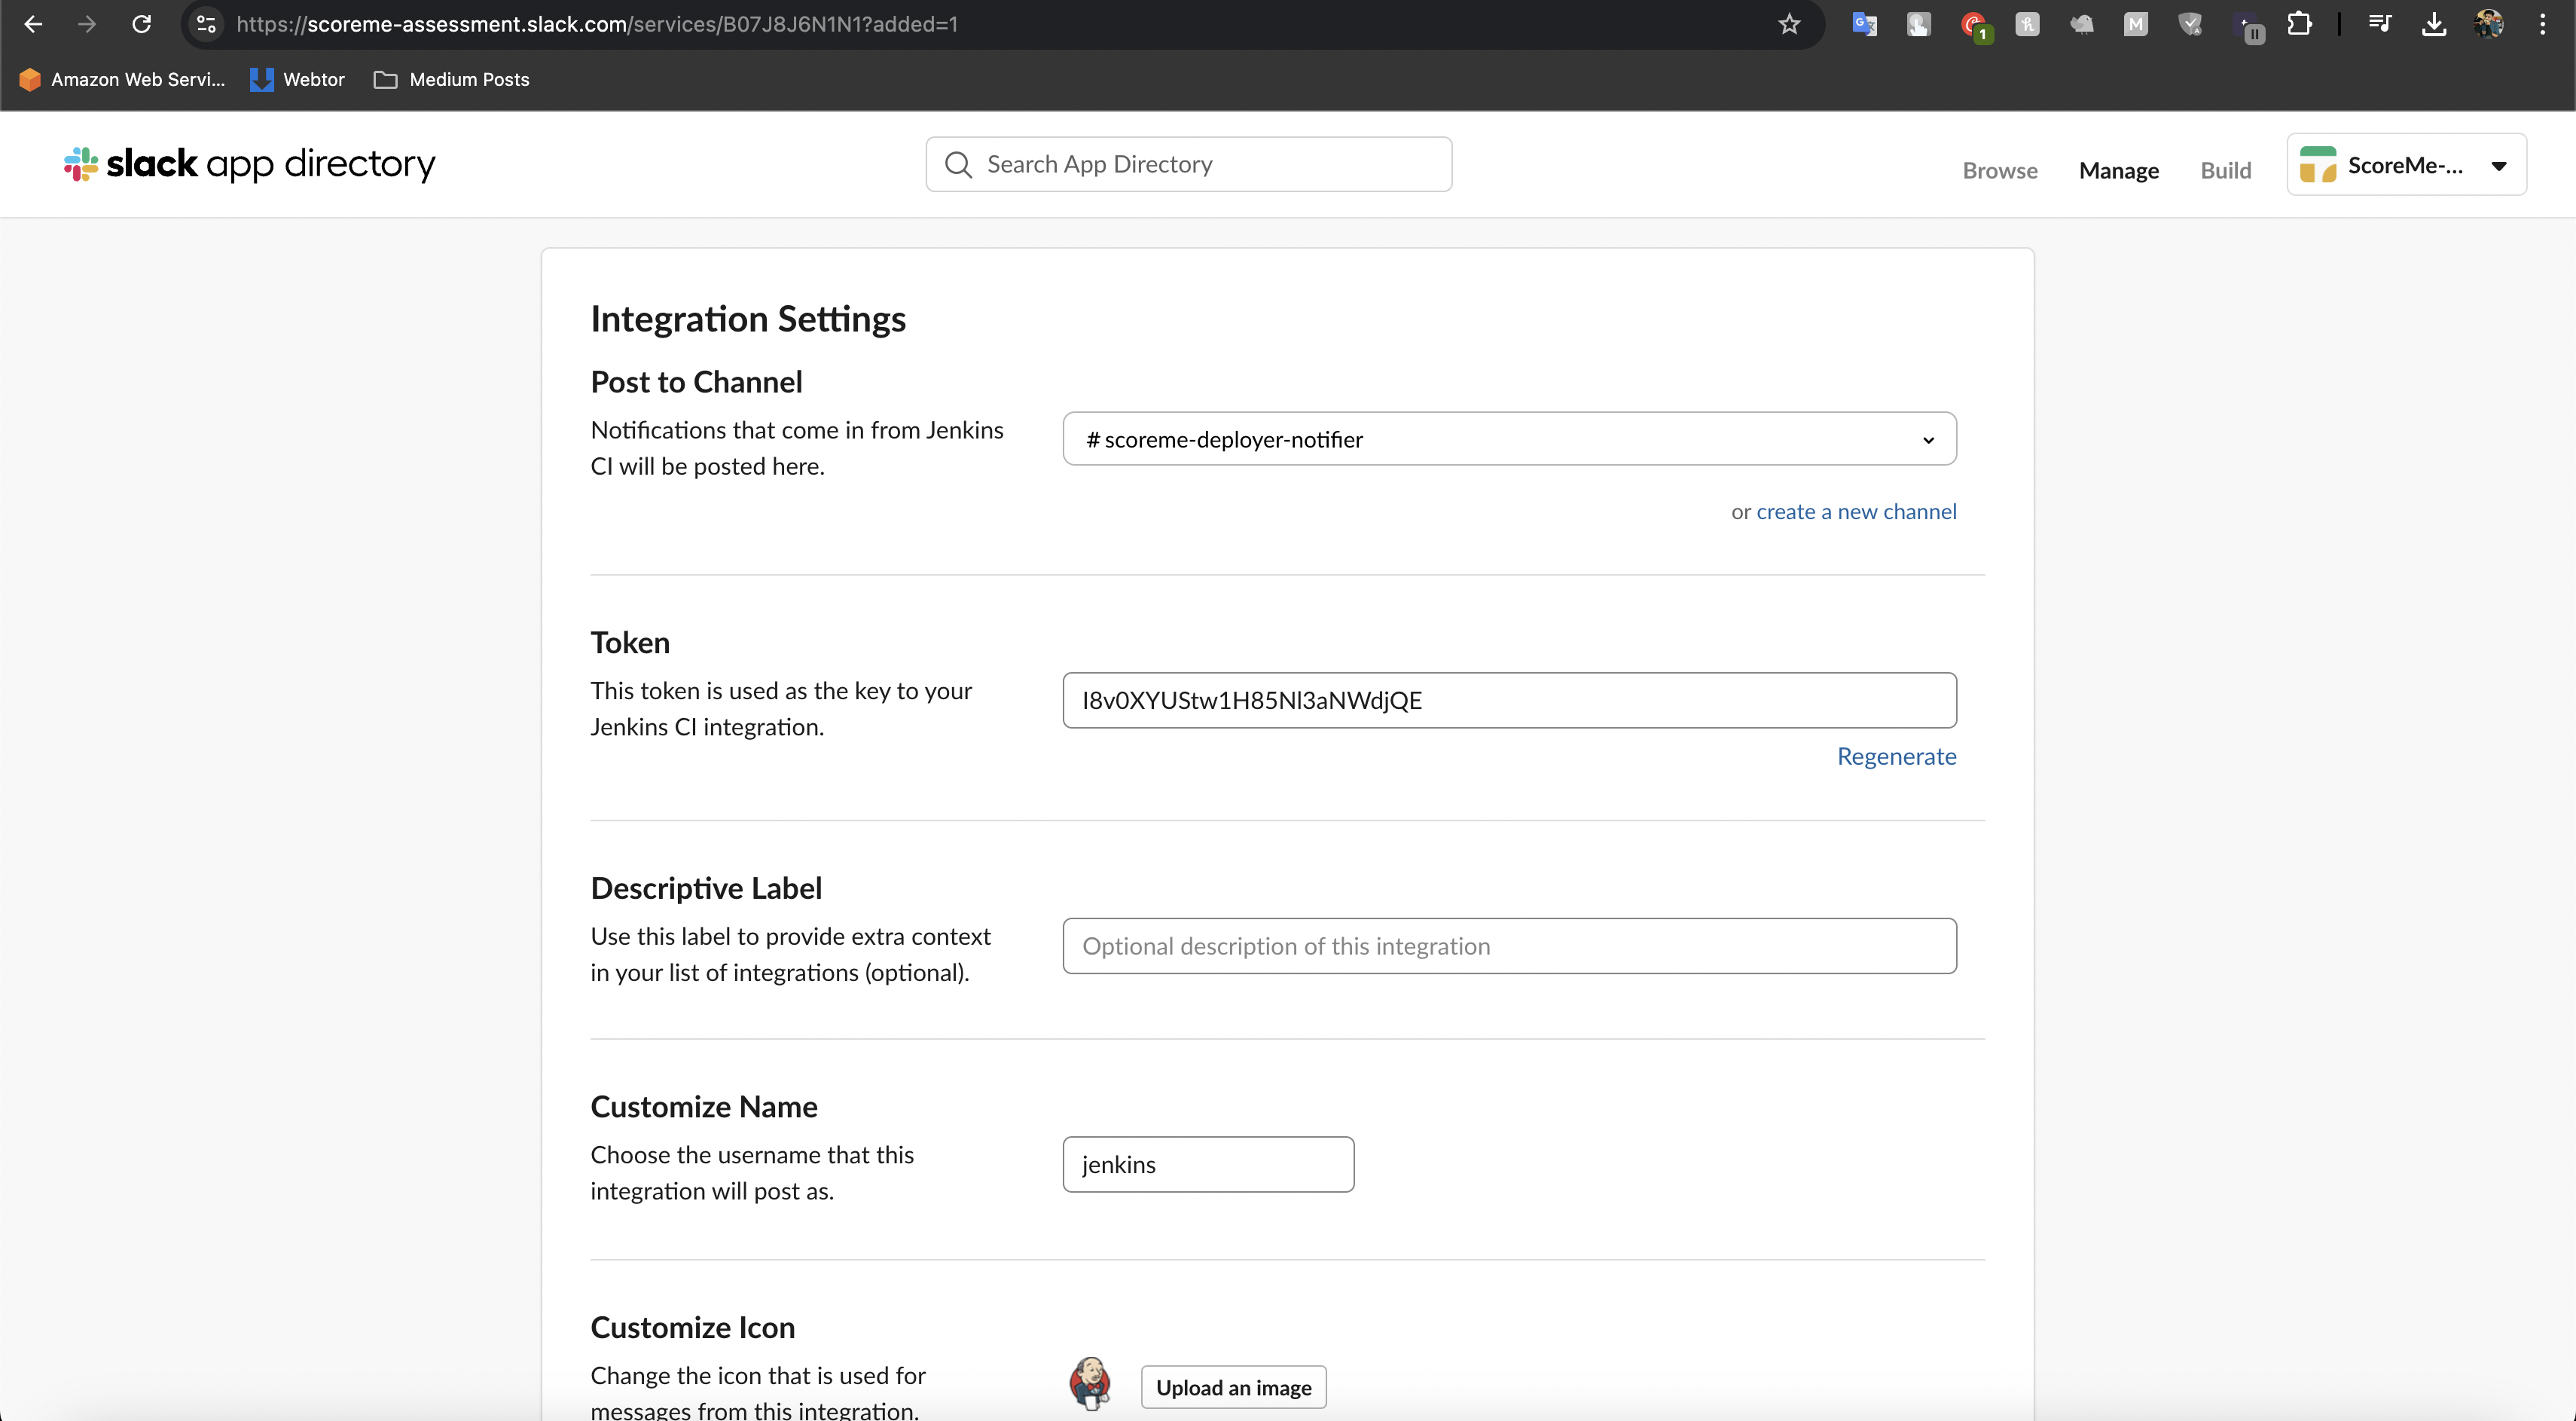 https://scoreme-assessment.slack.com/services/B07J8J6N1N1?added=1
1
Amazon Web Servi...
Webtor
Medium Posts
slack app directory
Search App Directory
Browse
Manage
Build
ScoreMe-...
Integration Settings
Post to Channel
Notifications that come in from Jenkins
CI will be posted here.
# scoreme-deployer-notifier
or create a new channel
Token
This token is used as the key to your
Jenkins CI integration.
I8v0XYUStw1H85Nl3aNWdjQE
Regenerate
Descriptive Label
Use this label to provide extra context
in your list of integrations (optional).
Optional description of this integration
Customize Name
Choose the username that this
integration will post as.
jenkins
Customize Icon
Change the icon that is used for
messages from this integration.
Upload an image